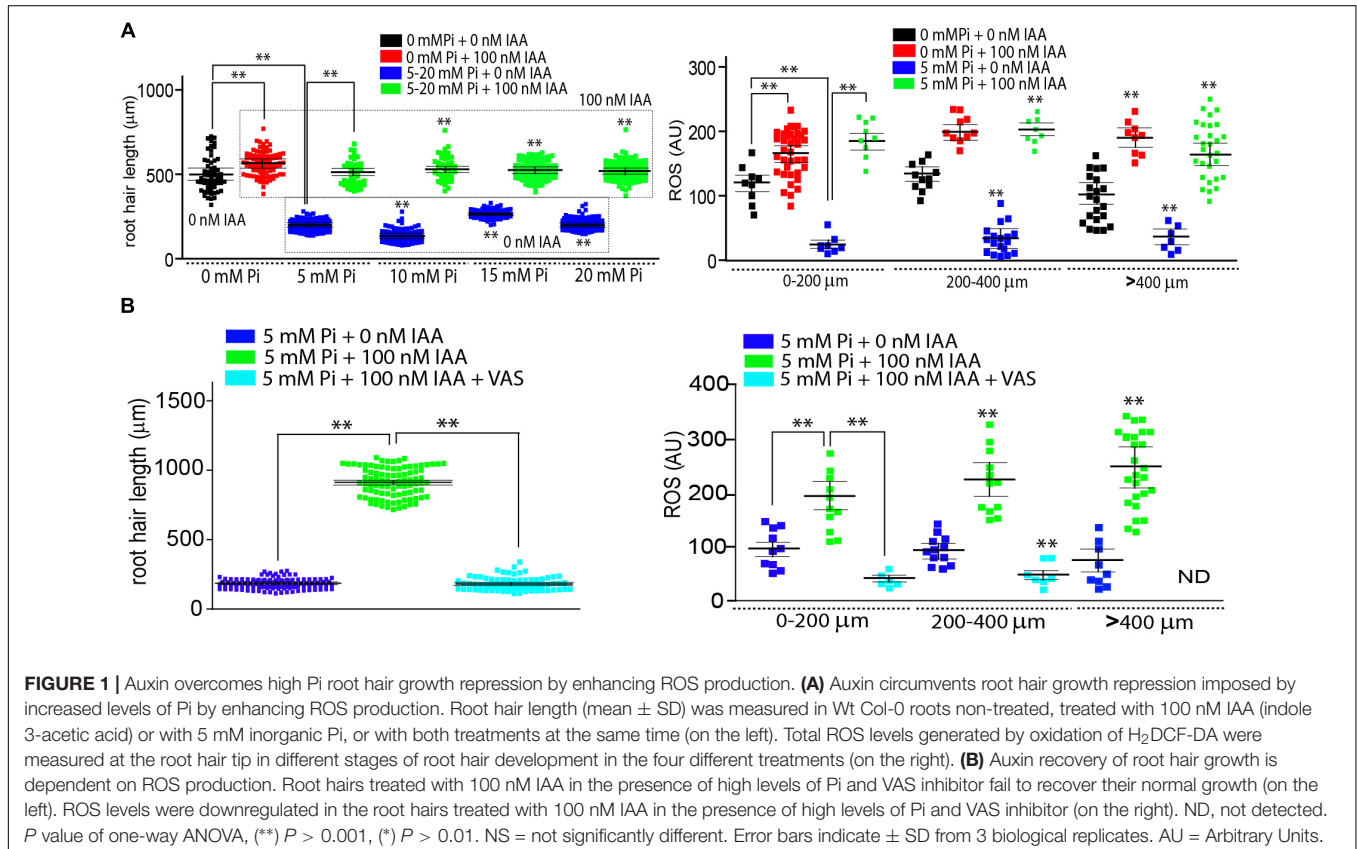 A
0 mMPi + 0 nM IAA
0 mM Pi + 100 nM IAA
5-20 mM Pi + 0 nM IAA
5-20 mM Pi + 100 nM IAA
100 nM IAA
**
**
**
**
**
**
**
**
**
1000
500
0
root hair length (µm)
0 nM IAA
0 nM IAA
0 mM Pi
5 mM Pi
10 mM Pi
15 mM Pi
20 mM Pi
0 mM Pi + 0 nM IAA
0 mM Pi + 100 nM IAA
5 mM Pi + 0 nM IAA
5 mM Pi + 100 nM IAA
300
200
100
0
ROS (AU)
**
**
**
**
**
**
**
**
0-200 µm
200-400 µm
>400 µm
B
5 mM Pi + 0 nM IAA
5 mM Pi + 100 nM IAA
5 mM Pi + 100 nM IAA + VAS
1500
1000
500
0
root hair length (µm)
**
**
5 mM Pi + 0 nM IAA
5 mM Pi + 100 nM IAA
5 mM Pi + 100 nM IAA + VAS
400
300
200
100
0
ROS (AU)
**
**
**
**
**
ND
0-200 µm
200-400 µm
>400 µm
FIGURE 1 | Auxin overcomes high Pi root hair growth repression by enhancing ROS production. (A) Auxin circumvents root hair growth repression imposed by
increased levels of Pi by enhancing ROS production. Root hair length (mean ± SD) was measured in Wt Col-0 roots non-treated, treated with 100 nM IAA (indole
3-acetic acid) or with 5 mM inorganic Pi, or with both treatments at the same time (on the left). Total ROS levels generated by oxidation of H₂DCF-DA were
measured at the root hair tip in different stages of root hair development in the four different treatments (on the right). (B) Auxin recovery of root hair growth is
dependent on ROS production. Root hairs treated with 100 nM IAA in the presence of high levels of Pi and VAS inhibitor fail to recover their normal growth (on the
left). ROS levels were downregulated in the root hairs treated with 100 nM IAA in the presence of high levels of Pi and VAS inhibitor (on the right). ND, not detected.
P value of one-way ANOVA, (**) P > 0.001, (*) P > 0.01. NS = not significantly different. Error bars indicate ± SD from 3 biological replicates. AU = Arbitrary Units.